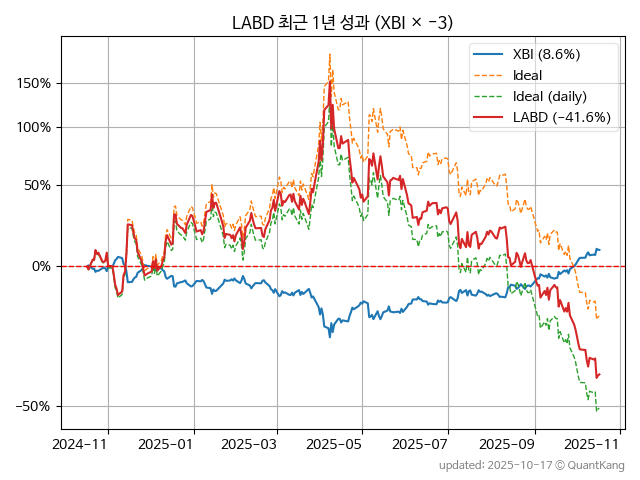 LABD 최근 1년 성과 (XBI × −3)
XBI (8.6%)
Ideal
Ideal (daily)
LABD (−41.6%)
150%
100%
50%
0%
−50%
2024-11
2025-01
2025-03
2025-05
2025-07
2025-09
2025-11
updated: 2025-10-17 © QuantKang